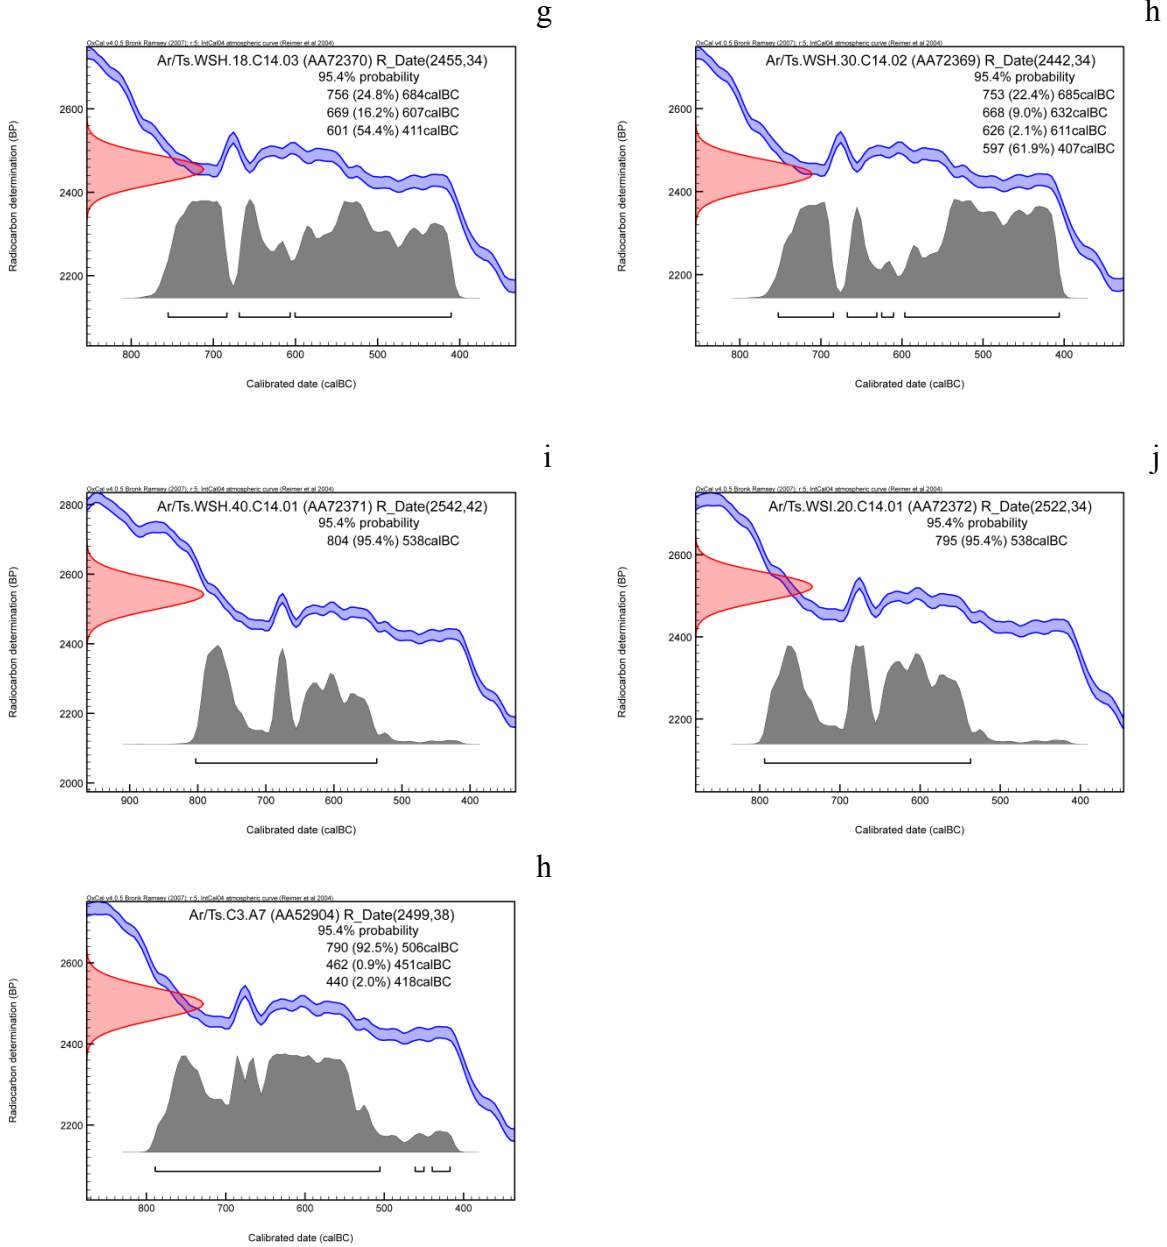 g
OxCal v4.0.5 Bronk Ramsey (2007); r:5; IntCal04 atmospheric curve (Reimer et al 2004)
Ar/Ts.WSH.18.C14.03 (AA72370) R_Date(2455,34)
95.4% probability
756 (24.8%) 684calBC
669 (16.2%) 607calBC
601 (54.4%) 411calBC
Radiocarbon determination (BP)
2600
2400
2200
800 700 600 500 400
Calibrated date (calBC)
h
OxCal v4.0.5 Bronk Ramsey (2007); r:5; IntCal04 atmospheric curve (Reimer et al 2004)
Ar/Ts.WSH.30.C14.02 (AA72369) R_Date(2442,34)
95.4% probability
753 (22.4%) 685calBC
668 (9.0%) 632calBC
626 (2.1%) 611calBC
597 (61.9%) 407calBC
Radiocarbon determination (BP)
2600
2400
2200
800 700 600 500 400
Calibrated date (calBC)
i
OxCal v4.0.5 Bronk Ramsey (2007); r:5; IntCal04 atmospheric curve (Reimer et al 2004)
Ar/Ts.WSH.40.C14.01 (AA72371) R_Date(2542,42)
95.4% probability
804 (95.4%) 538calBC
Radiocarbon determination (BP)
2800
2600
2400
2200
2000
900 800 700 600 500 400
Calibrated date (calBC)
j
OxCal v4.0.5 Bronk Ramsey (2007); r:5; IntCal04 atmospheric curve (Reimer et al 2004)
Ar/Ts.WSI.20.C14.01 (AA72372) R_Date(2522,34)
95.4% probability
795 (95.4%) 538calBC
Radiocarbon determination (BP)
2600
2400
2200
800 700 600 500 400
Calibrated date (calBC)
h
OxCal v4.0.5 Bronk Ramsey (2007); r:5; IntCal04 atmospheric curve (Reimer et al 2004)
Ar/Ts.C3.A7 (AA52904) R_Date(2499,38)
95.4% probability
790 (92.5%) 506calBC
462 (0.9%) 451calBC
440 (2.0%) 418calBC
Radiocarbon determination (BP)
2600
2400
2200
800 700 600 500 400
Calibrated date (calBC)